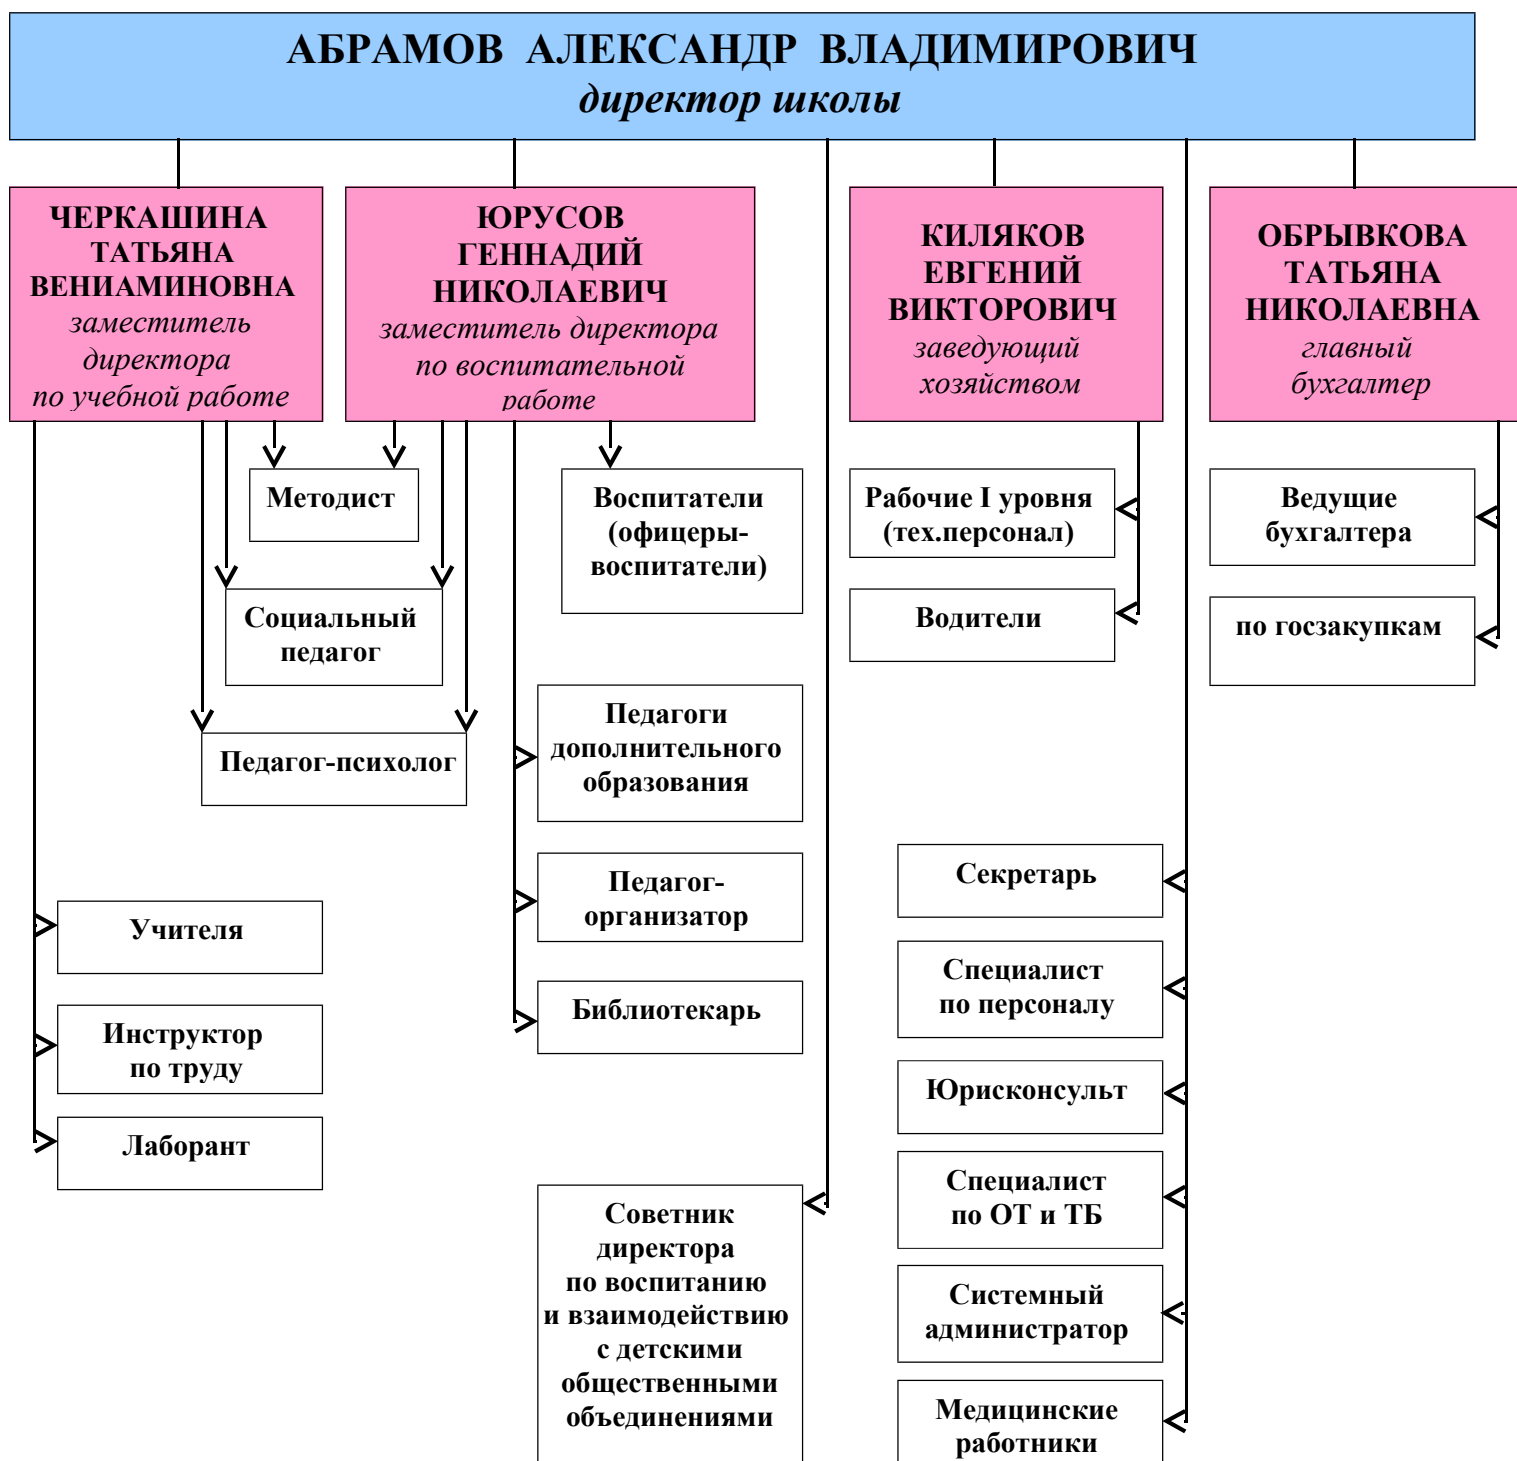 АБРАМОВ АЛЕКСАНДР ВЛАДИМИРОВИЧ
директор школы
ЧЕРКАШИНА
ТАТЬЯНА
ВЕНИАМИНОВНА
заместитель
директора
по учебной работе
ЮРУСОВ
ГЕННАДИЙ
НИКОЛАЕВИЧ
заместитель директора
по воспитательной
работе
КИЛЯКОВ
ЕВГЕНИЙ
ВИКТОРОВИЧ
заведующий
хозяйством
ОБРЫВКОВА
ТАТЬЯНА
НИКОЛАЕВНА
главный
бухгалтер
Методист
Воспитатели
(офицеры-
воспитатели)
Рабочие I уровня
(тех.персонал)
Ведущие
бухгалтера
Социальный
педагог
Водители
по госзакупкам
Педагог-психолог
Педагоги
дополнительного
образования
Секретарь
Педагог-
организатор
Учителя
Специалист
по персоналу
Библиотекарь
Инструктор
по труду
Юрисконсульт
Лаборант
Специалист
по ОТ и ТБ
Советник
директора
по воспитанию
и взаимодействию
с детскими
общественными
объединениями
Системный
администратор
Медицинские
работники